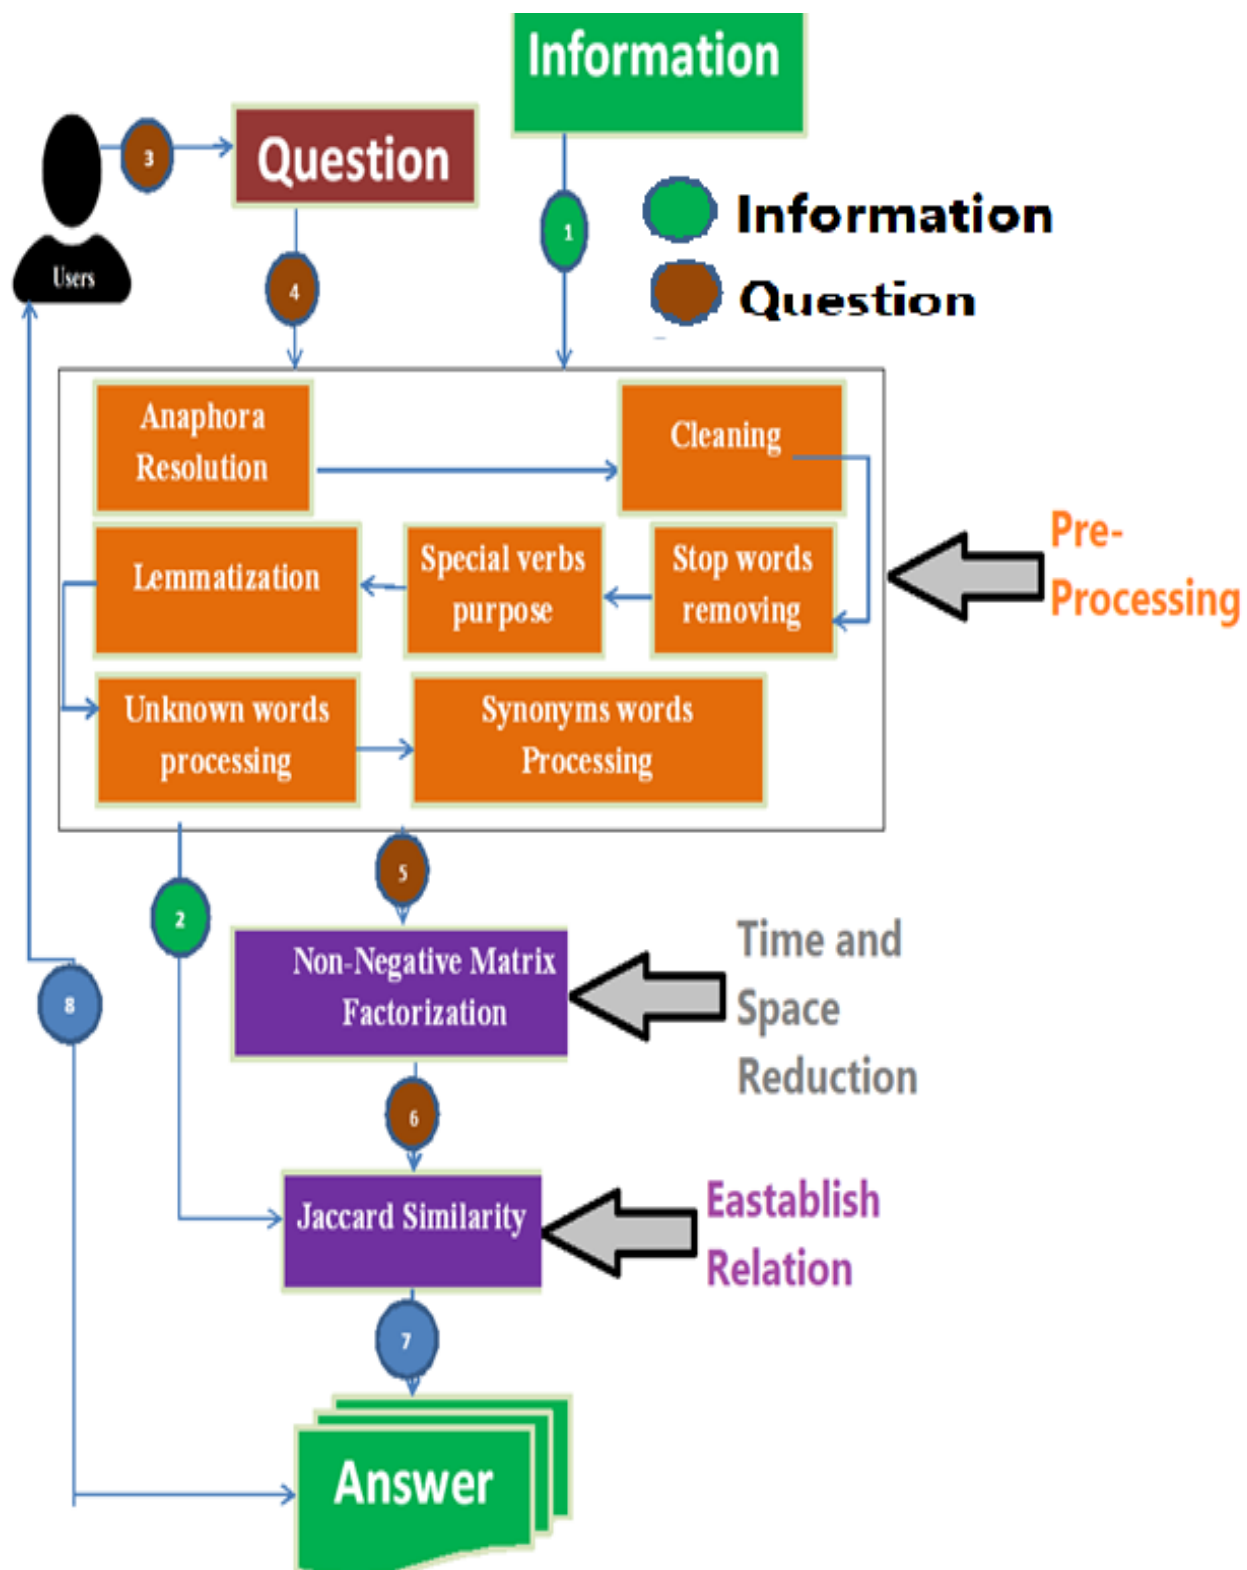 Information
Question
3
Users
1
Information
4
Question
Anaphora
Resolution
Cleaning
Pre-
Processing
Lemmatization
Special verbs
purpose
Stop words
removing
Unknown words
processing
Synonyms words
Processing
5
2
Non-Negative Matrix
Factorization
Time and
Space
Reduction
8
6
Jaccard Similarity
Eastablish
Relation
7
Answer